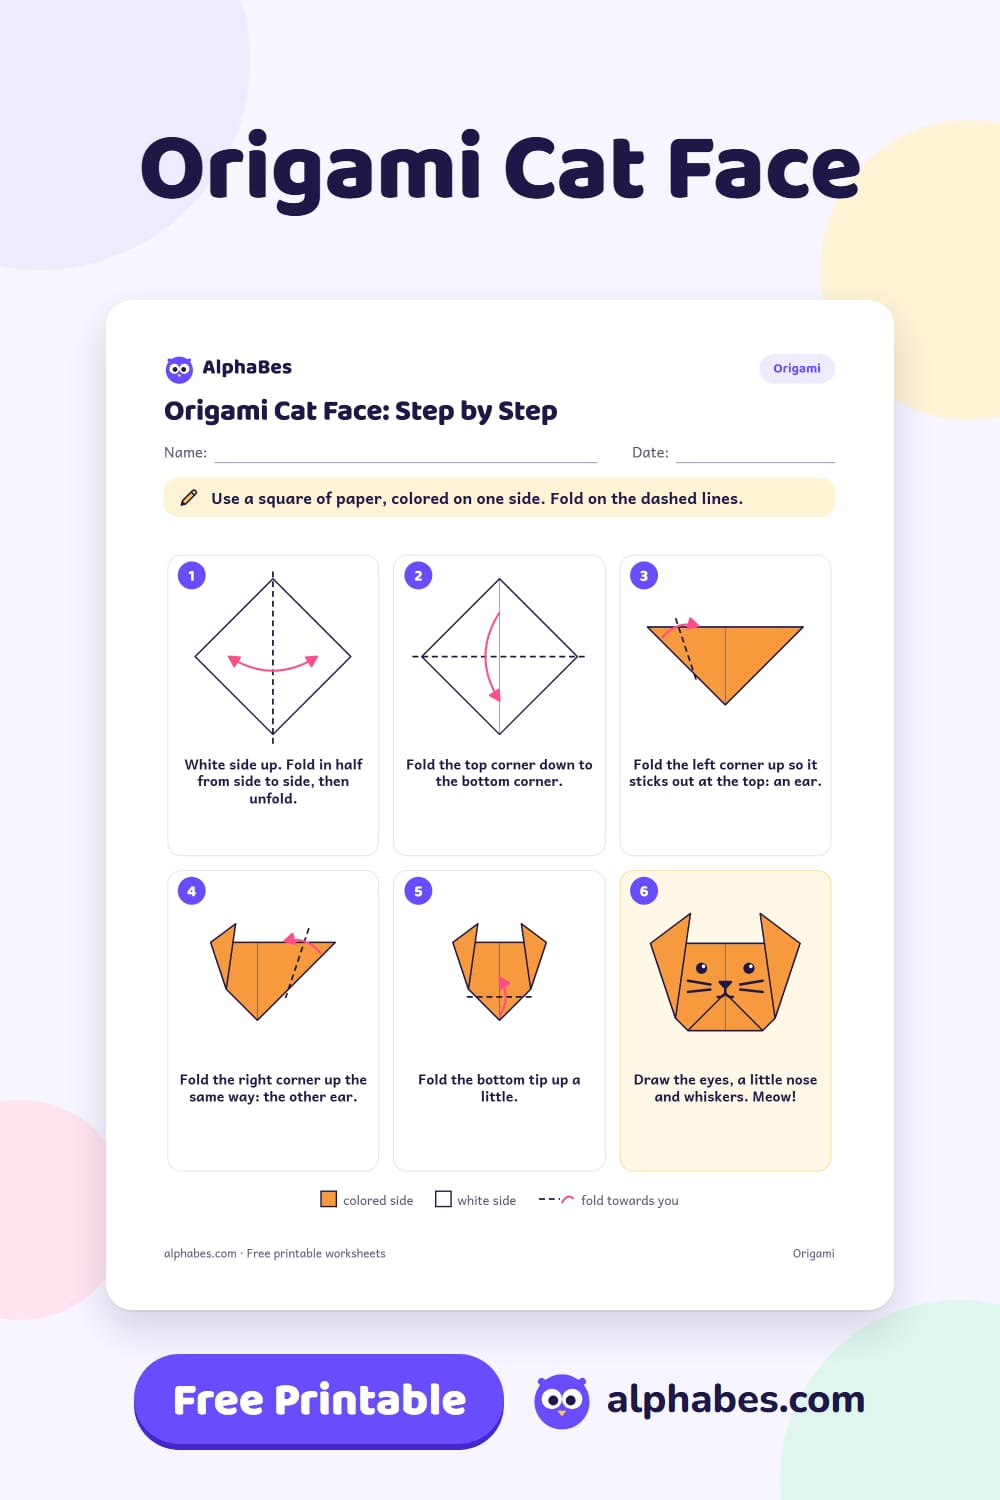 Origami Cat Face
AlphaBes
Origami
Origami Cat Face: Step by Step
Name:
Date:
Use a square of paper, colored on one side. Fold on the dashed lines.
1
White side up. Fold in half
from side to side, then
unfold.
2
Fold the top corner down to
the bottom corner.
3
Fold the left corner up so it
sticks out at the top: an ear.
4
Fold the right corner up the
same way: the other ear.
5
Fold the bottom tip up a
little.
6
Draw the eyes, a little nose
and whiskers. Meow!
colored side
white side
fold towards you
alphabes.com · Free printable worksheets
Origami
Free Printable
alphabes.com